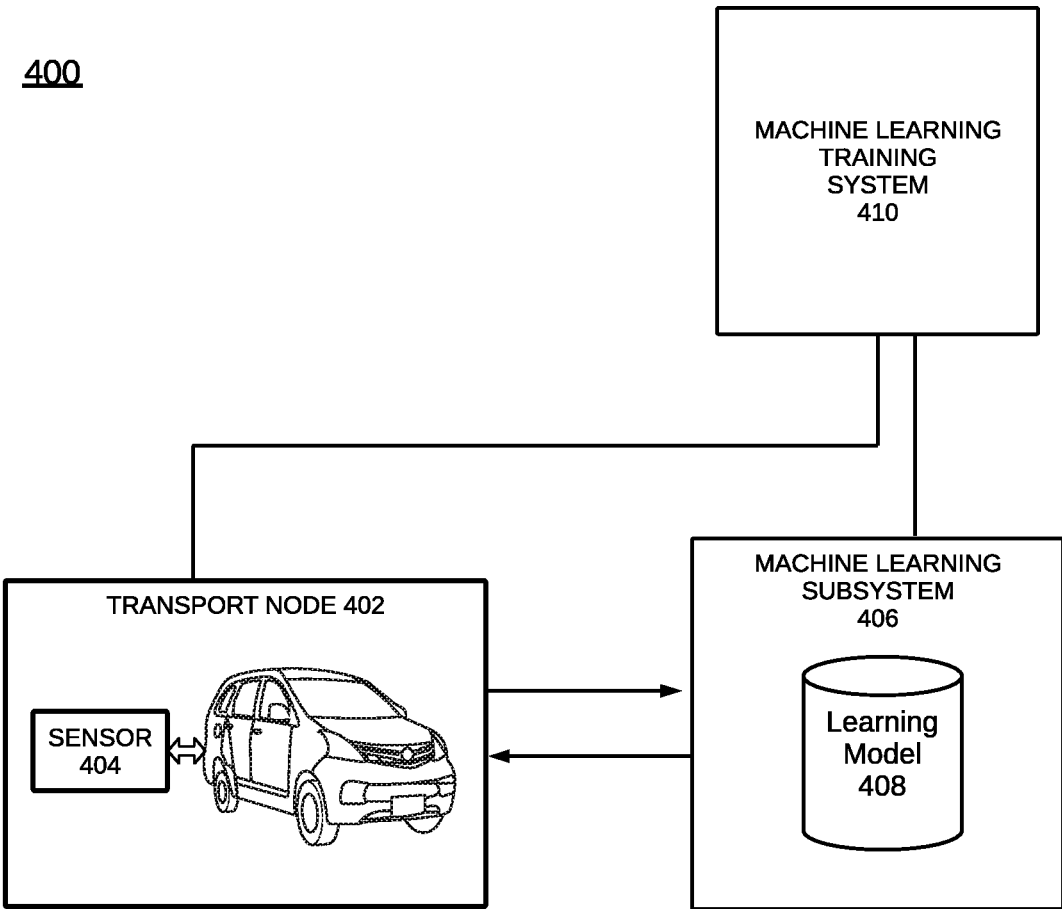 400
MACHINE LEARNING
TRAINING
SYSTEM
410
TRANSPORT NODE 402
SENSOR
404
MACHINE LEARNING
SUBSYSTEM
406
Learning
Model
408